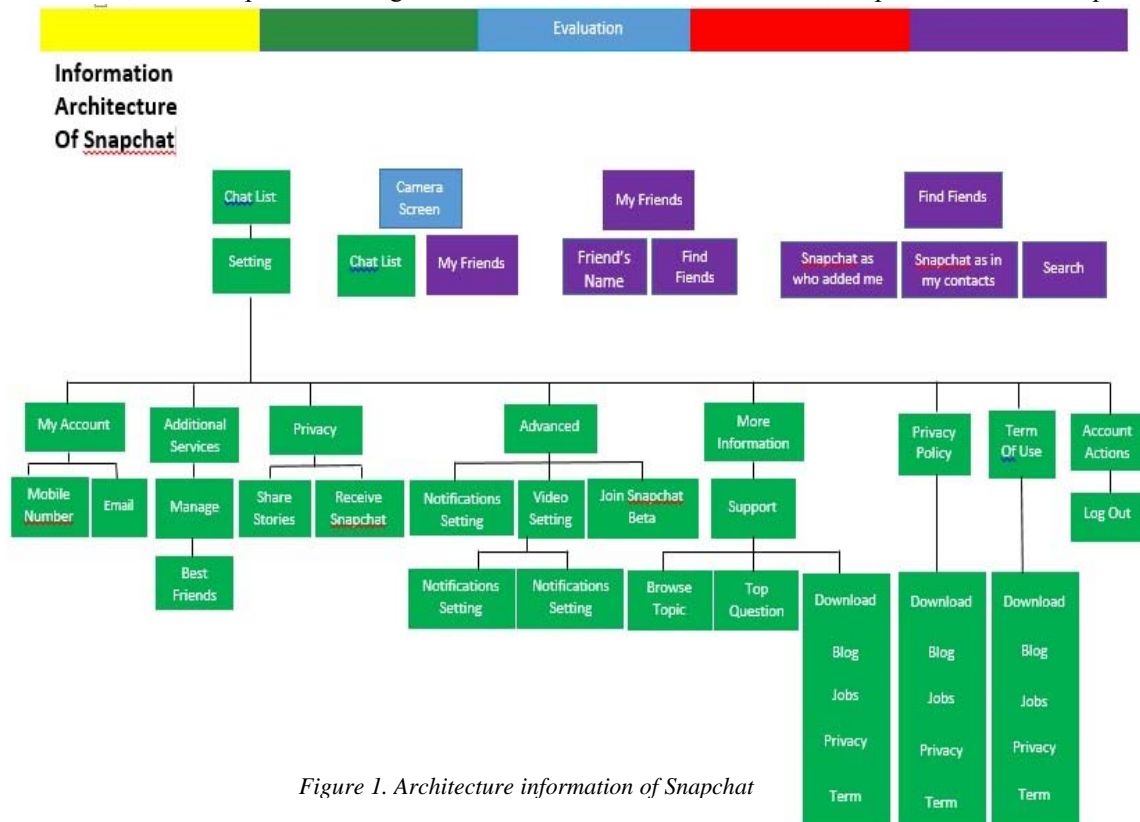 Evaluation
Information
Architecture
Of Snapchat
Chat List
Camera
Screen
My Friends
Find Fiends
Setting
Chat List
My Friends
Friend's
Name
Find
Fiends
Snapchat as
who added me
Snapchat as in
my contacts
Search
My Account
Additional
Services
Privacy
Advanced
More
Information
Privacy
Policy
Term
Of Use
Account
Actions
Mobile
Number
Email
Manage
Share
Stories
Receive
Snapchat
Notifications
Setting
Video
Setting
Join Snapchat
Beta
Support
Log Out
Best
Friends
Notifications
Setting
Notifications
Setting
Browse
Topic
Top
Question
Download
Blog
Jobs
Privacy
Term
Download
Blog
Jobs
Privacy
Term
Download
Blog
Jobs
Privacy
Term
Figure 1. Architecture information of Snapchat